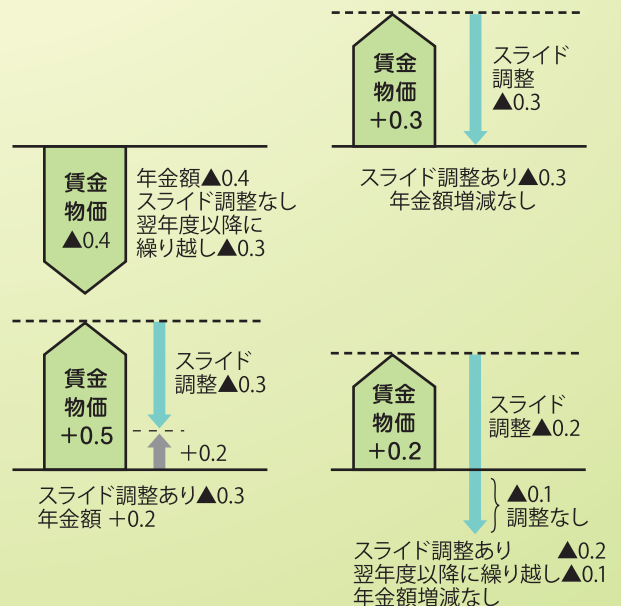 賃金
物価
▲0.4
年金額▲0.4
スライド調整なし
翌年度以降に
繰り越し▲0.3
賃金
物価
+0.3
スライド
調整
▲0.3
スライド調整あり▲0.3
年金額増減なし
賃金
物価
+0.5
スライド
調整▲0.3
+0.2
スライド調整あり▲0.3
年金額 +0.2
賃金
物価
+0.2
スライド
調整▲0.2
▲0.1
調整なし
スライド調整あり ▲0.2
翌年度以降に繰り越し▲0.1
年金額増減なし